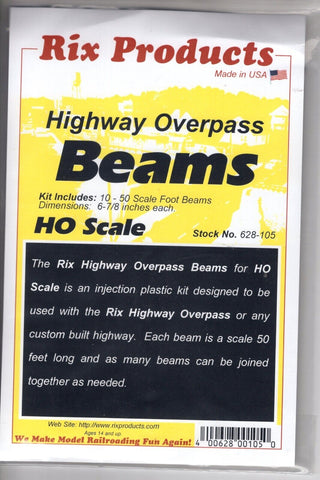 Rix Products
Made in USA
Highway Overpass
Beams
Kit Includes: 10 - 50 Scale Foot Beams
Dimensions: 6-7/8 inches each.
HO Scale
Stock No. 628-105
The Rix Highway Overpass Beams for HO
Scale is an injection plastic kit designed to be
used with the Rix Highway Overpass or any
custom built highway. Each beam is a scale 50
feet long and as many beams can be joined
together as needed.
Web Site: http://www.rixproducts.com
Ages 14 and up
We Make Model Railroading Fun Again!
4 00628 00105 0